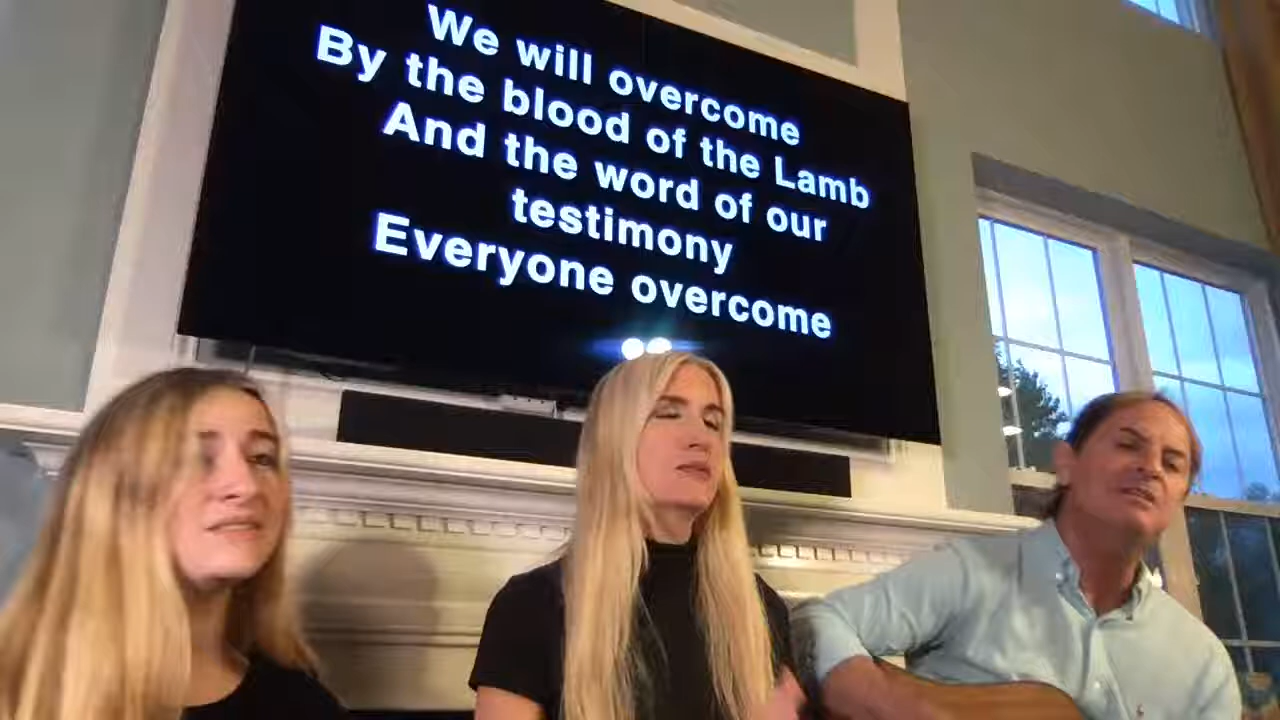 We will overcome
By the blood of the Lamb
And the word of our
testimony
Everyone overcome